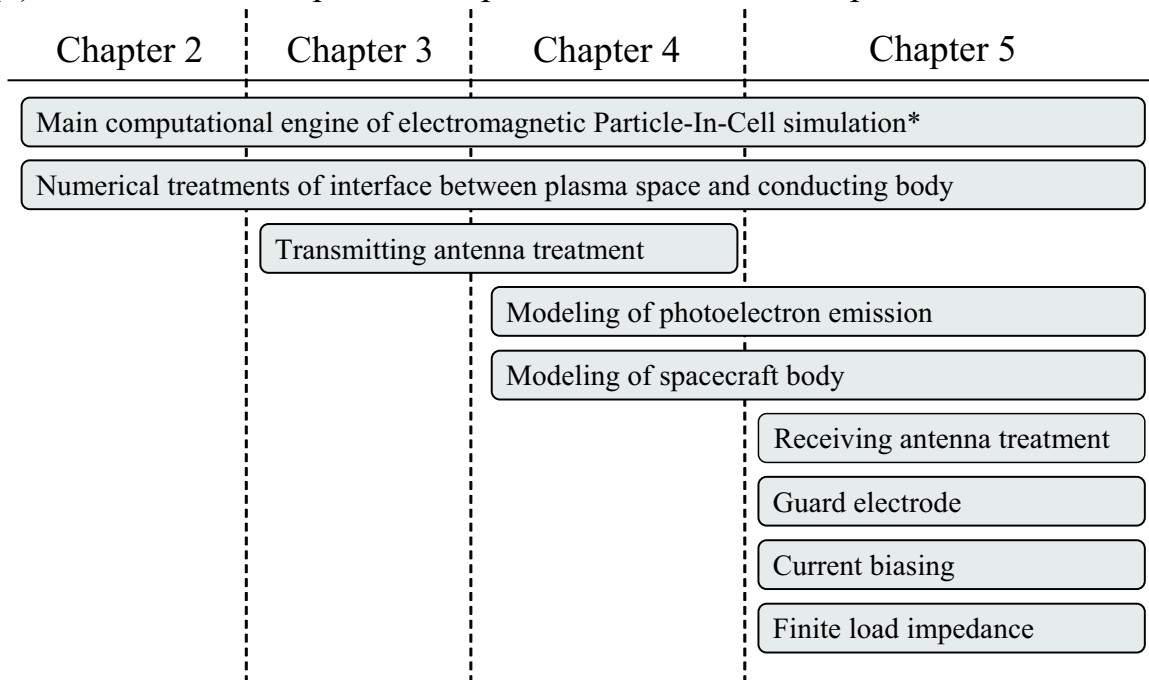 Chapter 2 Chapter 3 Chapter 4 Chapter 5
Main computational engine of electromagnetic Particle-In-Cell simulation*
Numerical treatments of interface between plasma space and conducting body
Transmitting antenna treatment
Modeling of photoelectron emission
Modeling of spacecraft body
Receiving antenna treatment
Guard electrode
Current biasing
Finite load impedance